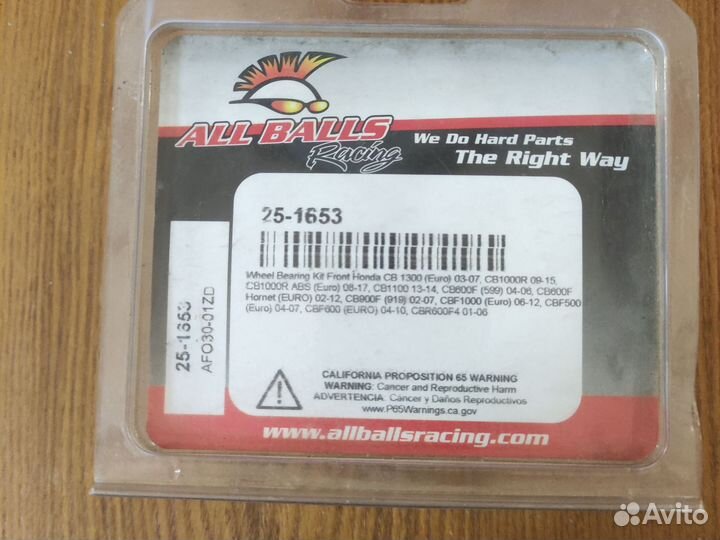 ALL BALLS
Racing
We Do Hard Parts
The Right Way
25-1653
Wheel Bearing Kit Front Honda CB 1300 (Euro) 03-07, CB1000R 09-15,
CB1000R ABS (Euro) 08-17, CB1100 13-14, CB600F (599) 04-06, CB600F
Hornet (EURO) 02-12, CB900F (919) 02-07, CBF1000 (Euro) 06-12, CBF500
(Euro) 04-07, CBF600 (EURO) 04-10, CBR600F4 01-06
25-1653
AFO30-01ZD
CALIFORNIA PROPOSITION 65 WARNING
WARNING: Cancer and Reproductive Harm
ADVERTENCIA: Cáncer y Daños Reproductivos
www.P65Warnings.ca.gov
www.allballsracing.com
Avito